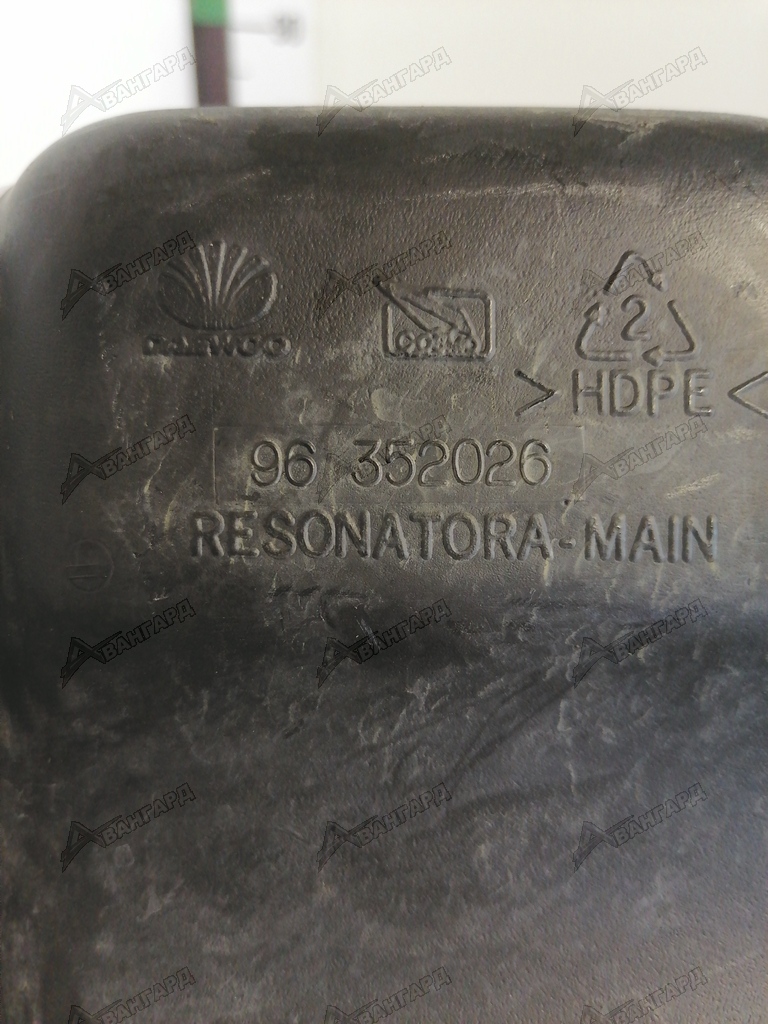 DAEWOO
2
>HDPE<
96 352026
RESONATORA-MAIN
АВАНГАРД